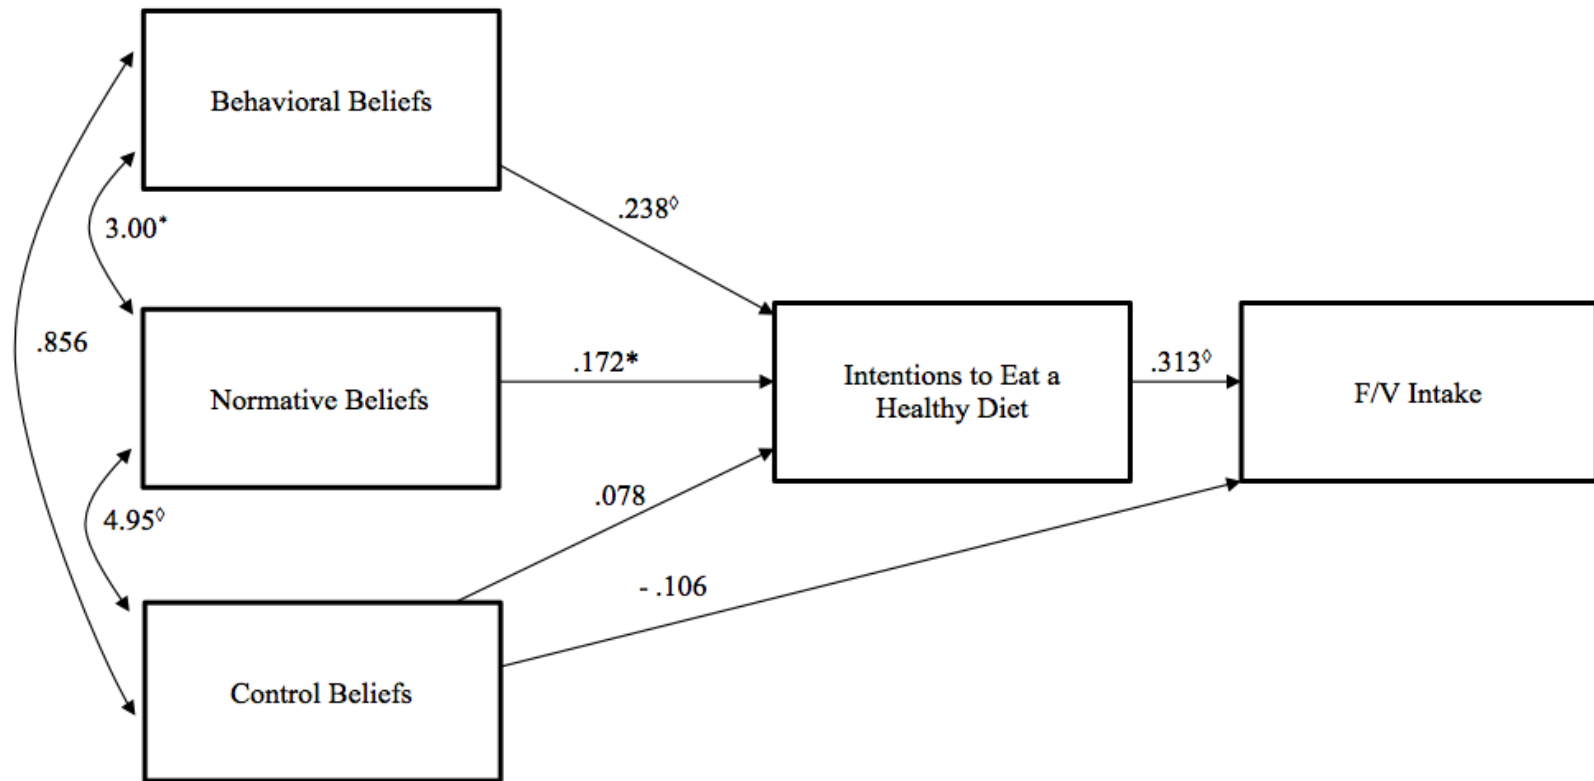 Behavioral Beliefs
.238◊
3.00*
.856
Normative Beliefs
.172*
Intentions to Eat a
Healthy Diet
.313◊
F/V Intake
4.95◊
.078
- .106
Control Beliefs